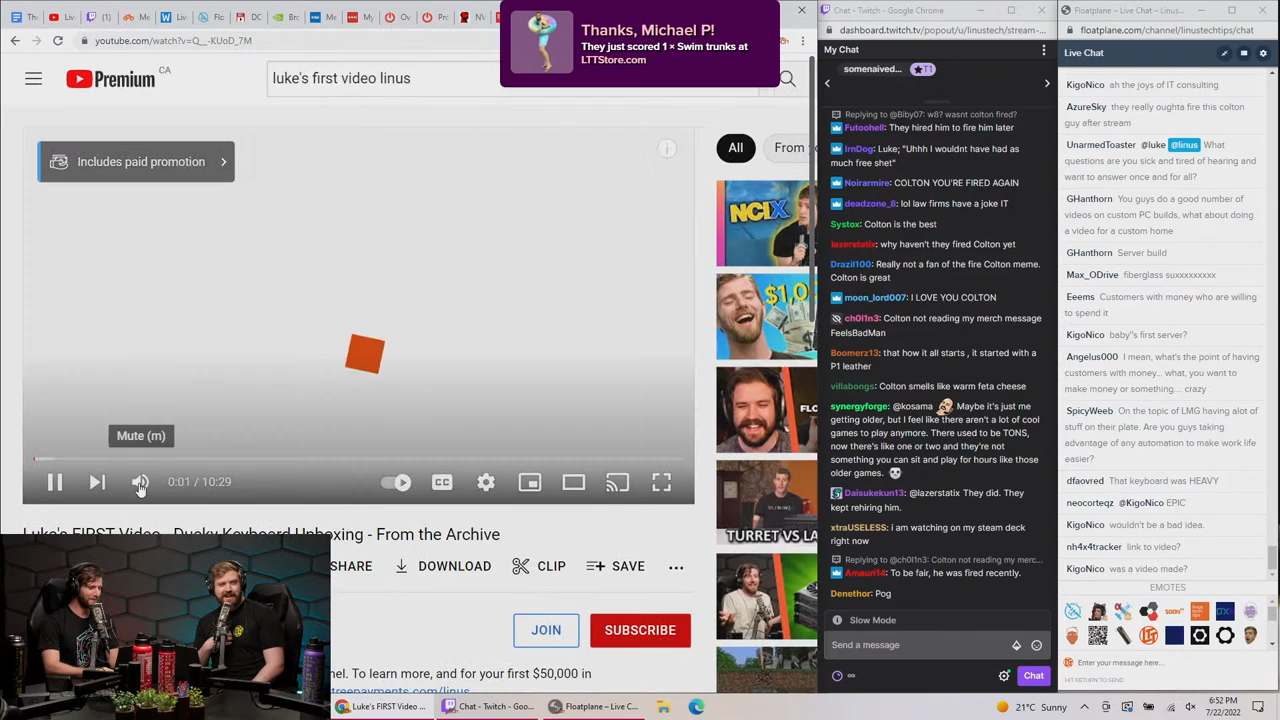 Thanks, Michael P!
They just scored 1 × Swim trunks at
LTTStore.com
youtube.com/watch?v=Oc_-KUoD_7M
Premium
CA
luke's first video linus
Includes paid promotion
All
NCIX
TURRET VS LA
Mute (m)
0:01 / 10:29
CC
- From the Archive
SHARE
DOWNLOAD
CLIP
SAVE
JOIN
SUBSCRIBE
nel. To learn more, and for your first $50,000 in
Luke's FIRST Video ...
Chat - Twitch - Goo...
Floatplane – Live C...
Chat - Twitch - Google Chrome
dashboard.twitch.tv/popout/u/linustech/stream-...
My Chat
somenaived...
T1
Replying to @Biby07: w8? wasnt colton fired?
Futoohell: They hired him to fire him later
IrnDog: Luke; "Uhhh I wouldnt have had as
much free shet"
Noirarmire: COLTON YOU'RE FIRED AGAIN
deadzone_8: lol law firms have a joke IT
Systox: Colton is the best
lazerstatix: why haven't they fired Colton yet
Drazil100: Really not a fan of the fire Colton meme.
Colton is great
moon_lord007: I LOVE YOU COLTON
ch0l1n3: Colton not reading my merch message
FeelsBadMan
Boomerz13: that how it all starts , it started with a
P1 leather
villabongs: Colton smells like warm feta cheese
synergyforge: @kosama Maybe it's just me
getting older, but I feel like there aren't a lot of cool
games to play anymore. There used to be TONS,
now there's like one or two and they're not
something you can sit and play for hours like those
older games.
Daisukekun13: @lazerstatix They did. They
kept rehiring him.
xtraUSELESS: i am watching on my steam deck
right now
Replying to @ch0l1n3: Colton not reading my merc...
Amauri14: To be fair, he was fired recently.
Denethor: Pog
Slow Mode
Send a message
Chat
Floatplane – Live Chat – Linus...
floatplane.com/channel/linustechtips/chat
Live Chat
KigoNico ah the joys of IT consulting
AzureSky they really oughta fire this colton
guy after stream
UnarmedToaster @luke @linus What
questions are you sick and tired of hearing and
want to answer once and for all?
GHanthorn You guys do a good number of
videos on custom PC builds, what about doing
a video for a custom home
GHanthorn Server build
Max_ODrive fiberglass suxxxxxxxxx
Eeems Customers with money who are willing
to spend it
KigoNico baby"s first server?
Angelus000 I mean, what's the point of having
customers with money... what, you want to
make money or something.... crazy
SpicyWeeb On the topic of LMG having alot of
stuff on their plate. Are you guys taking
advantage of any automation to make work life
easier?
dfaovred That keyboard was HEAVY
neocorteqz @KigoNico EPIC
KigoNico wouldn't be a bad idea.
nh4x4tracker link to video?
KigoNico was a video made?
EMOTES
SOON
Enter your message here...
HIT RETURN TO SEND
21°C Sunny
6:52 PM
7/22/2022